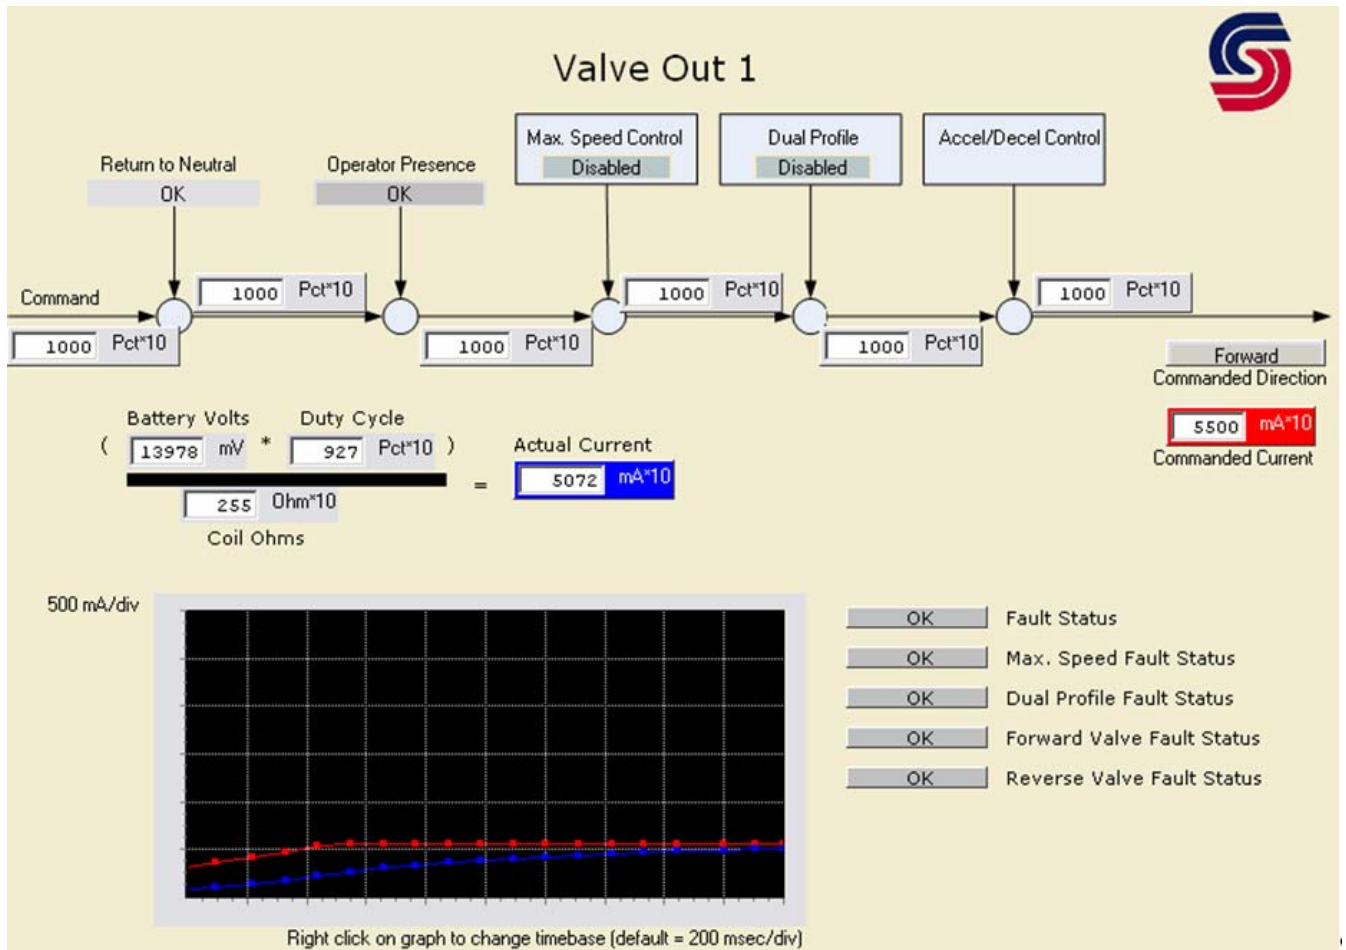 Valve Out 1
Max. Speed Control
Disabled
Dual Profile
Disabled
Accel/Decel Control
Return to Neutral
OK
Operator Presence
OK
Command
1000 Pct*10
1000 Pct*10
1000 Pct*10
1000 Pct*10
1000 Pct*10
1000 Pct*10
Forward
Commanded Direction
5500 mA*10
Commanded Current
Battery Volts Duty Cycle
( 13978 mV * 927 Pct*10 )
255 Ohm*10
Coil Ohms
=
Actual Current
5072 mA*10
500 mA/div
OK Fault Status
OK Max. Speed Fault Status
OK Dual Profile Fault Status
OK Forward Valve Fault Status
OK Reverse Valve Fault Status
Right click on graph to change timebase (default = 200 msec/div)